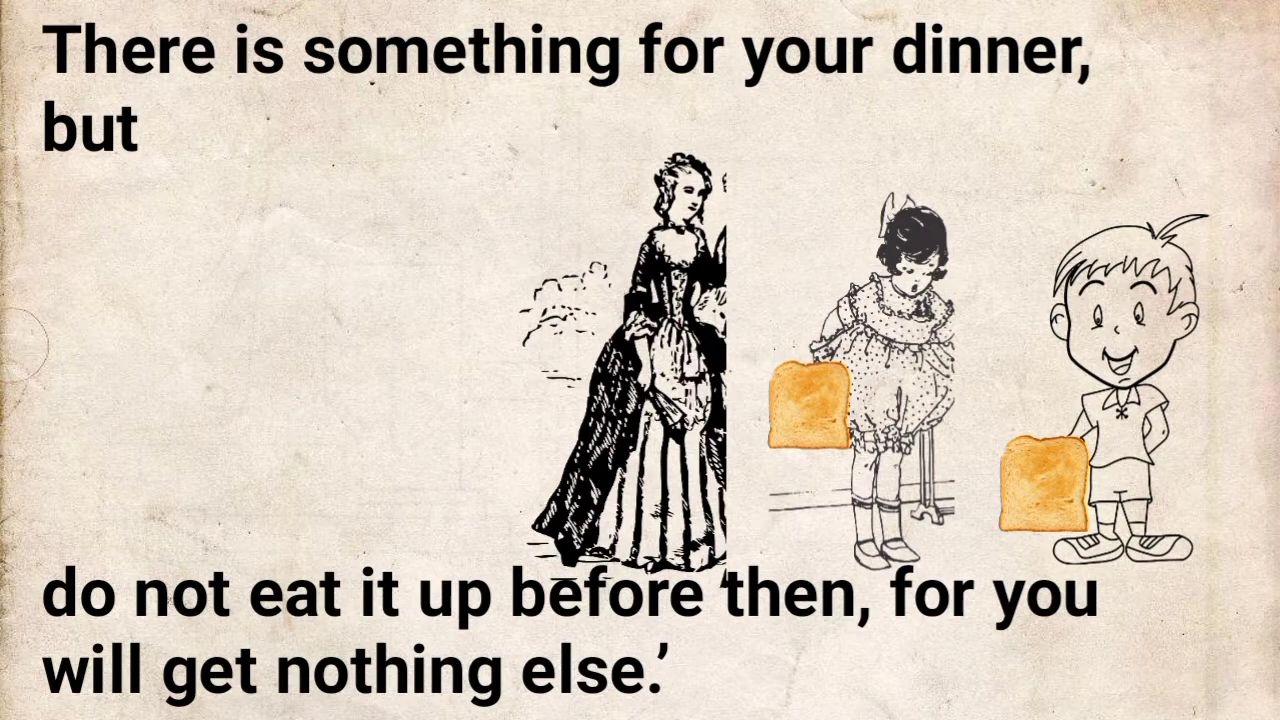 There is something for your dinner,
but
do not eat it up before then, for you
will get nothing else.’